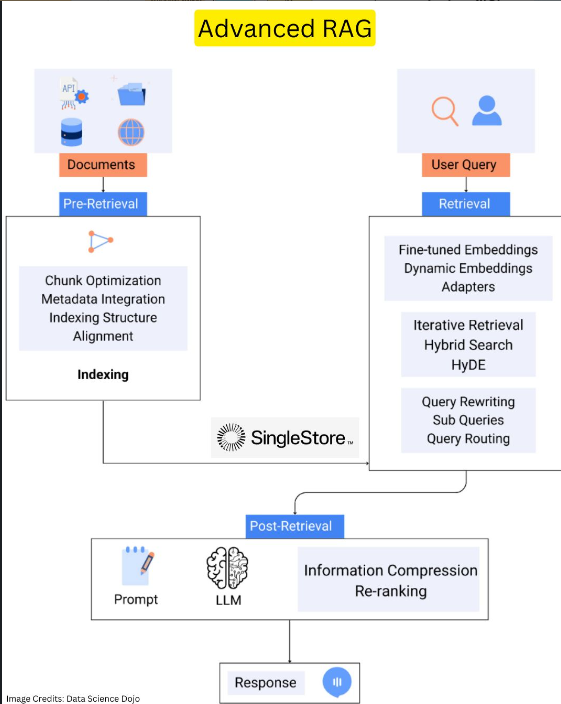 Advanced RAG
API
Documents
User Query
Pre-Retrieval
Retrieval
Chunk Optimization
Metadata Integration
Indexing Structure
Alignment
Indexing
Fine-tuned Embeddings
Dynamic Embeddings
Adapters
Iterative Retrieval
Hybrid Search
HyDE
Query Rewriting
Sub Queries
Query Routing
SingleStore™
Post-Retrieval
Prompt
LLM
Information Compression
Re-ranking
Response
Image Credits: Data Science Dojo